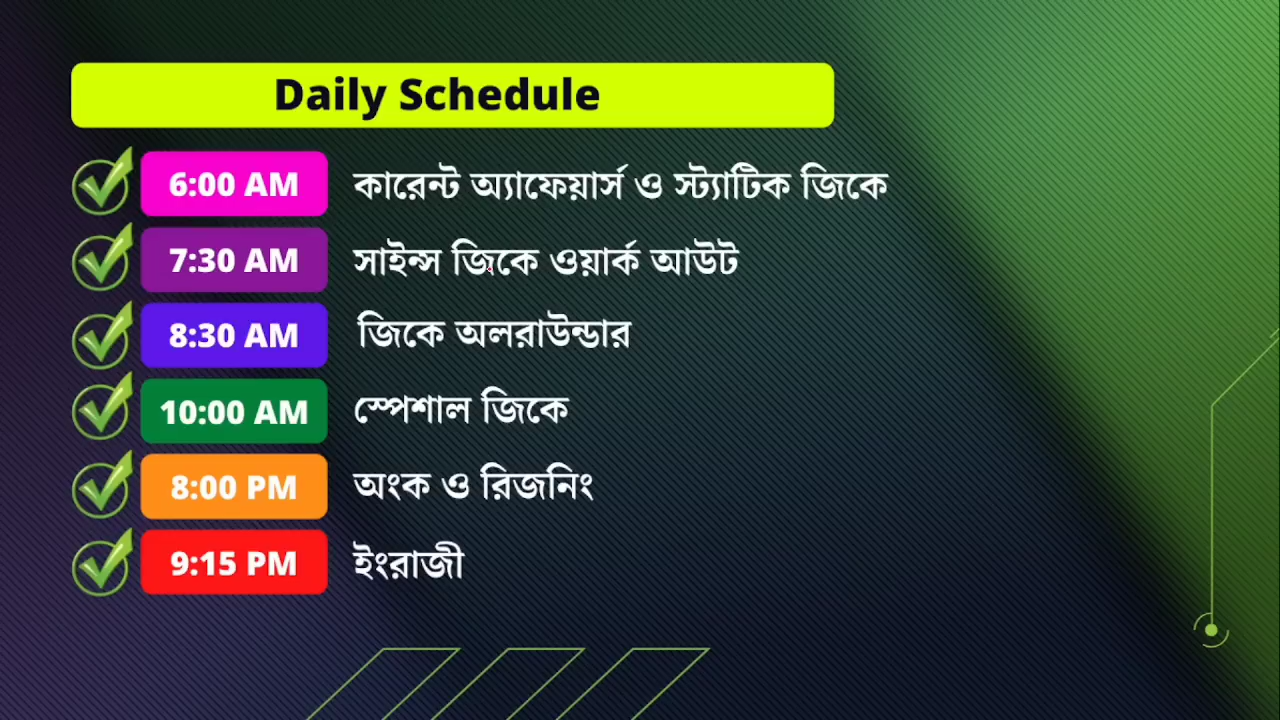 Daily Schedule
6:00 AM কারেন্ট অ্যাফেয়ার্স ও স্ট্যাটিক জিকে
7:30 AM সাইন্স জিকে ওয়ার্ক আউট
8:30 AM জিকে অলরাউন্ডার
10:00 AM স্পেশাল জিকে
8:00 PM অংক ও রিজনিং
9:15 PM ইংরাজী